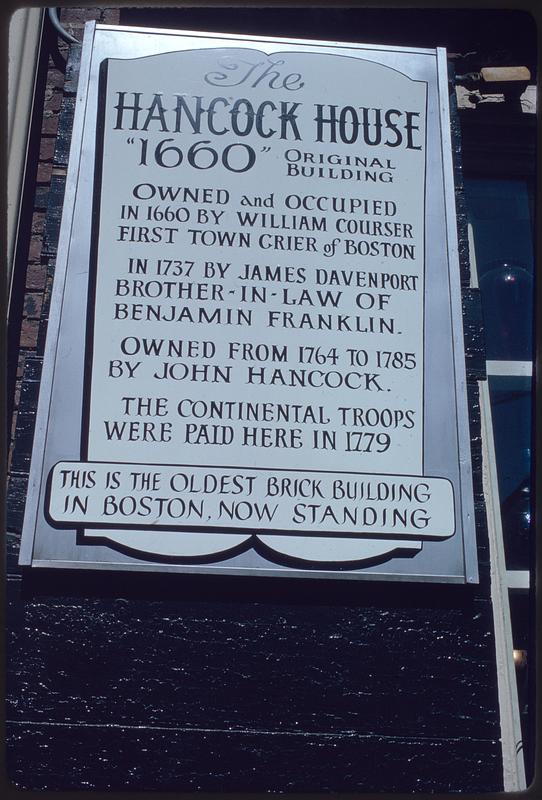 The
HANCOCK HOUSE
"1660" ORIGINAL
BUILDING
OWNED and OCCUPIED
IN 1660 BY WILLIAM COURSER
FIRST TOWN CRIER of BOSTON
IN 1737 BY JAMES DAVENPORT
BROTHER-IN-LAW OF
BENJAMIN FRANKLIN.
OWNED FROM 1764 TO 1785
BY JOHN HANCOCK.
THE CONTINENTAL TROOPS
WERE PAID HERE IN 1779
THIS IS THE OLDEST BRICK BUILDING
IN BOSTON, NOW STANDING